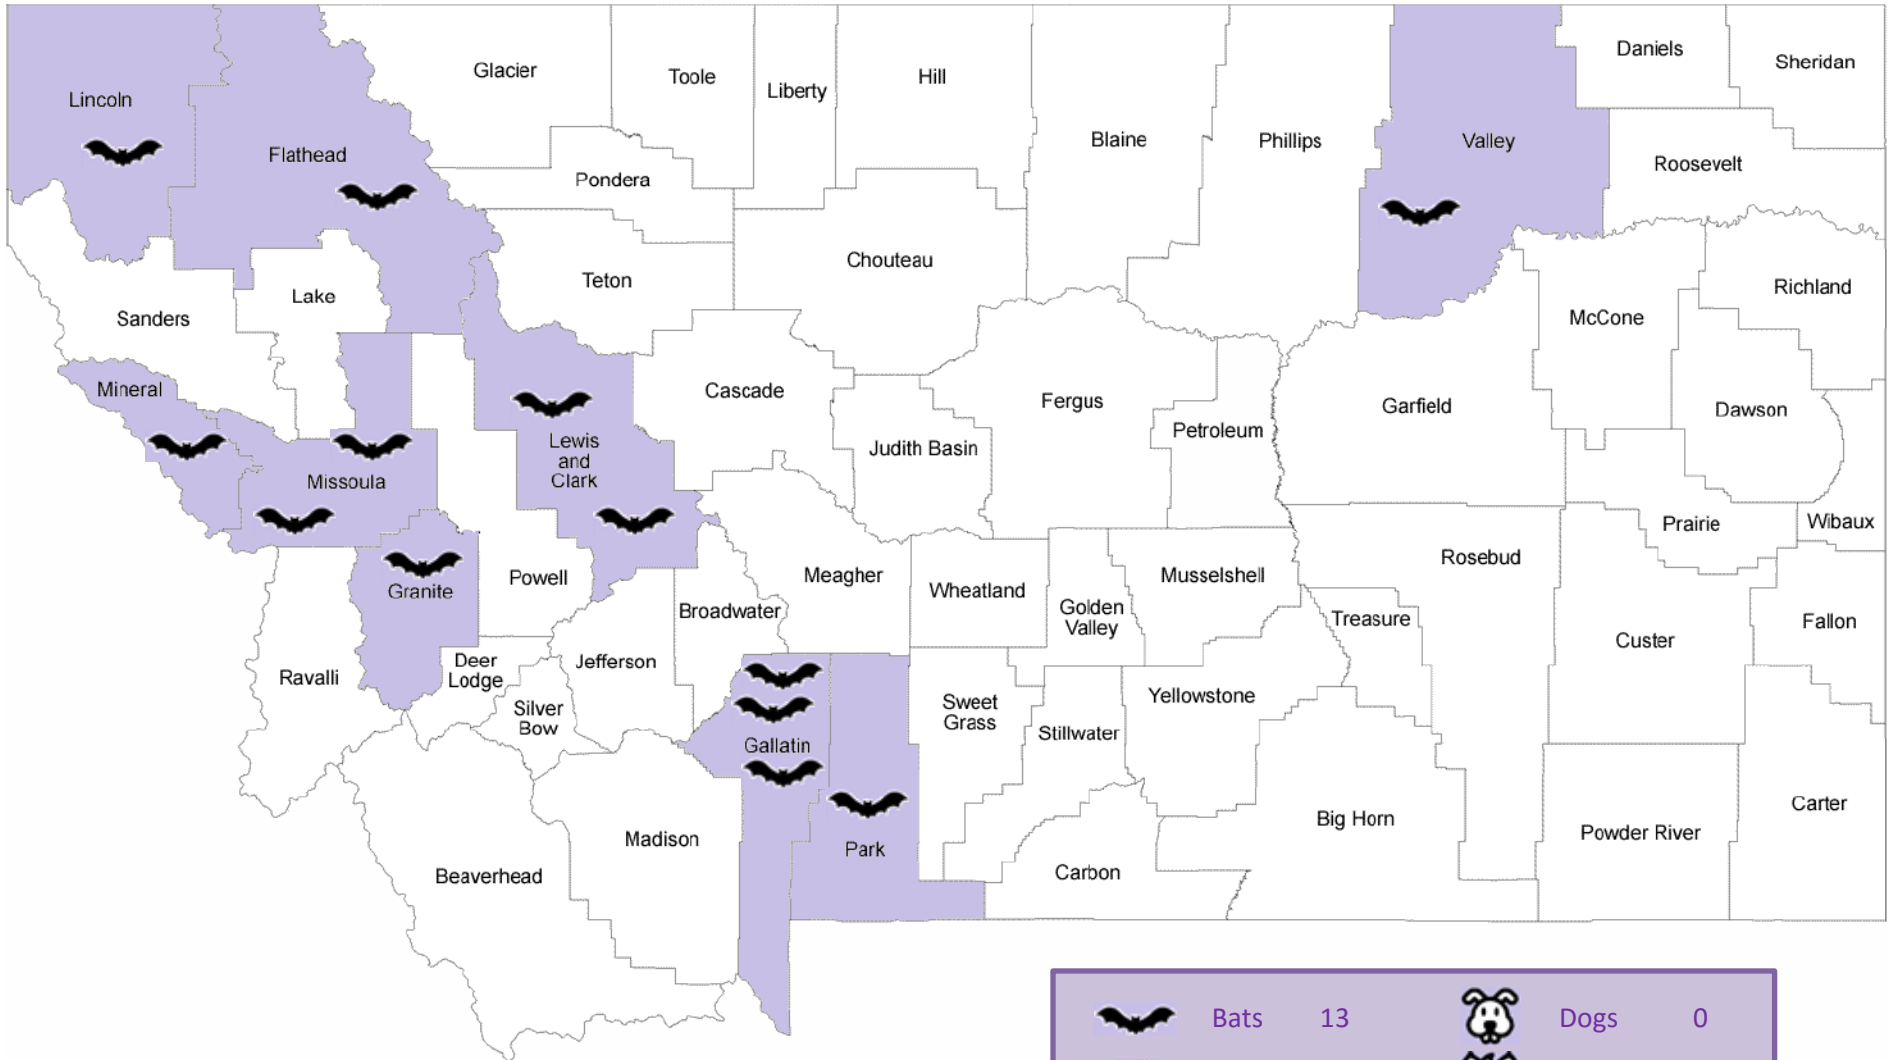 Daniels
Sheridan
Glacier
Toole
Hill
Liberty
Lincoln
Blaine
Phillips
Valley
Flathead
Roosevelt
Pondera
Chouteau
Teton
Richland
Lake
Sanders
McCone
Mineral
Cascade
Fergus
Garfield
Dawson
Petroleum
Lewis
and
Clark
Judith Basin
Missoula
Prairie
Wibaux
Rosebud
Powell
Meagher
Musselshell
Granite
Wheatland
Golden
Valley
Broadwater
Treasure
Fallon
Custer
Deer
Lodge
Jefferson
Ravalli
Yellowstone
Sweet
Grass
Silver
Bow
Stillwater
Gallatin
Carter
Big Horn
Powder River
Madison
Park
Carbon
Beaverhead
Bats 13 Dogs 0